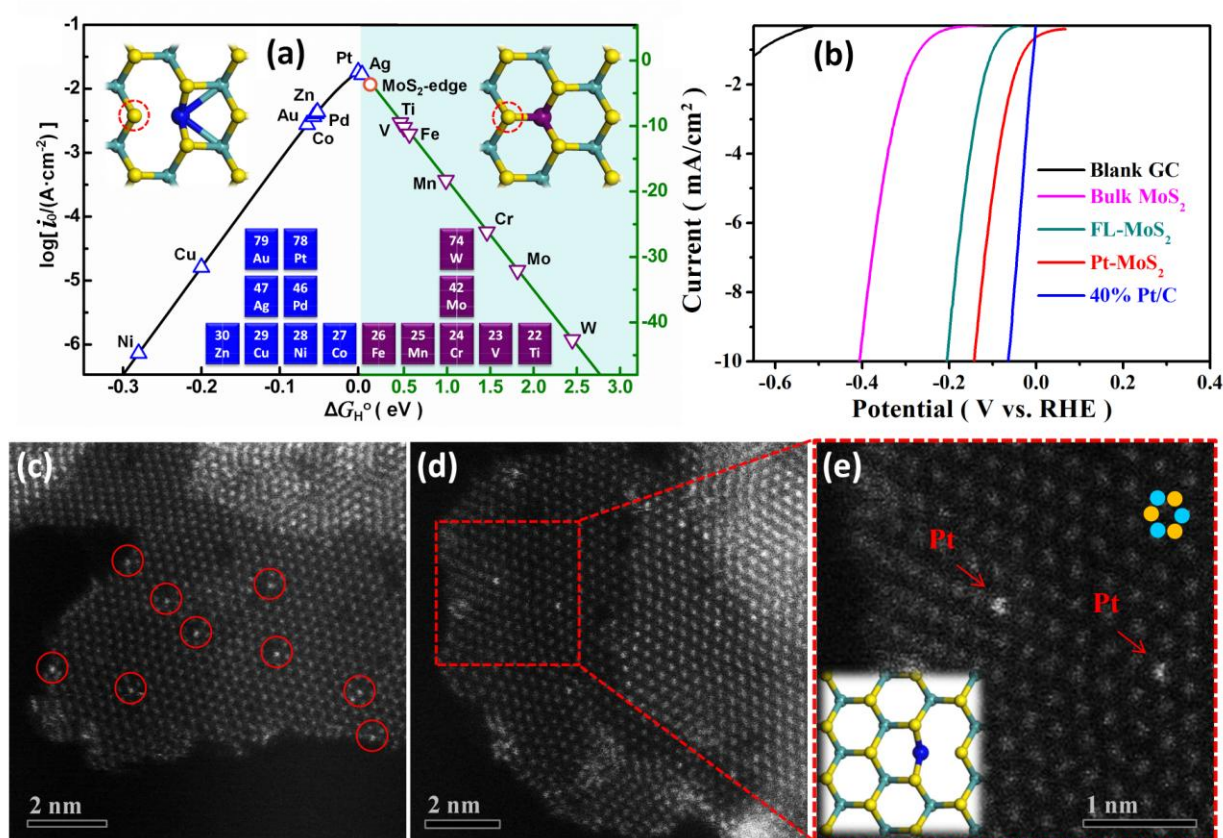 (a)
Pt
Ag
MoS2-edge
Zn
Au
Pd
Co
Ti
V
Fe
Mn
Cr
Cu
Mo
Ni
W
79
Au
78
Pt
47
Ag
46
Pd
30
Zn
29
Cu
28
Ni
27
Co
74
W
42
Mo
26
Fe
25
Mn
24
Cr
23
V
22
Ti
log[ i0/(A·cm-2) ]
-1
-2
-3
-4
-5
-6
5
0
-5
-10
-20
-30
-40
-0.3
-0.2
-0.1
0.0
0.5
1.0
1.5
2.0
2.5
3.0
ΔGH° ( eV )
(b)
Current ( mA/cm2 )
-2
-4
-6
-8
-10
Blank GC
Bulk MoS2
FL-MoS2
Pt-MoS2
40% Pt/C
-0.6
-0.4
-0.2
0.0
0.2
0.4
Potential ( V vs. RHE )
(c)
2 nm
(d)
2 nm
(e)
Pt
Pt
1 nm